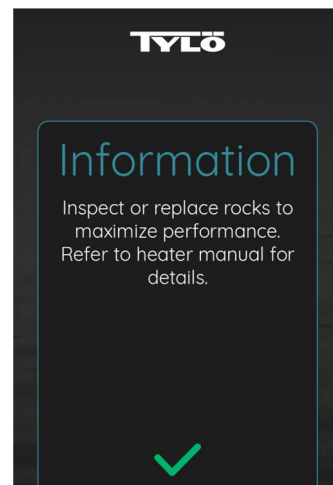 TYLÖ
Information
Inspect or replace rocks to
maximize performance.
Refer to heater manual for
details.